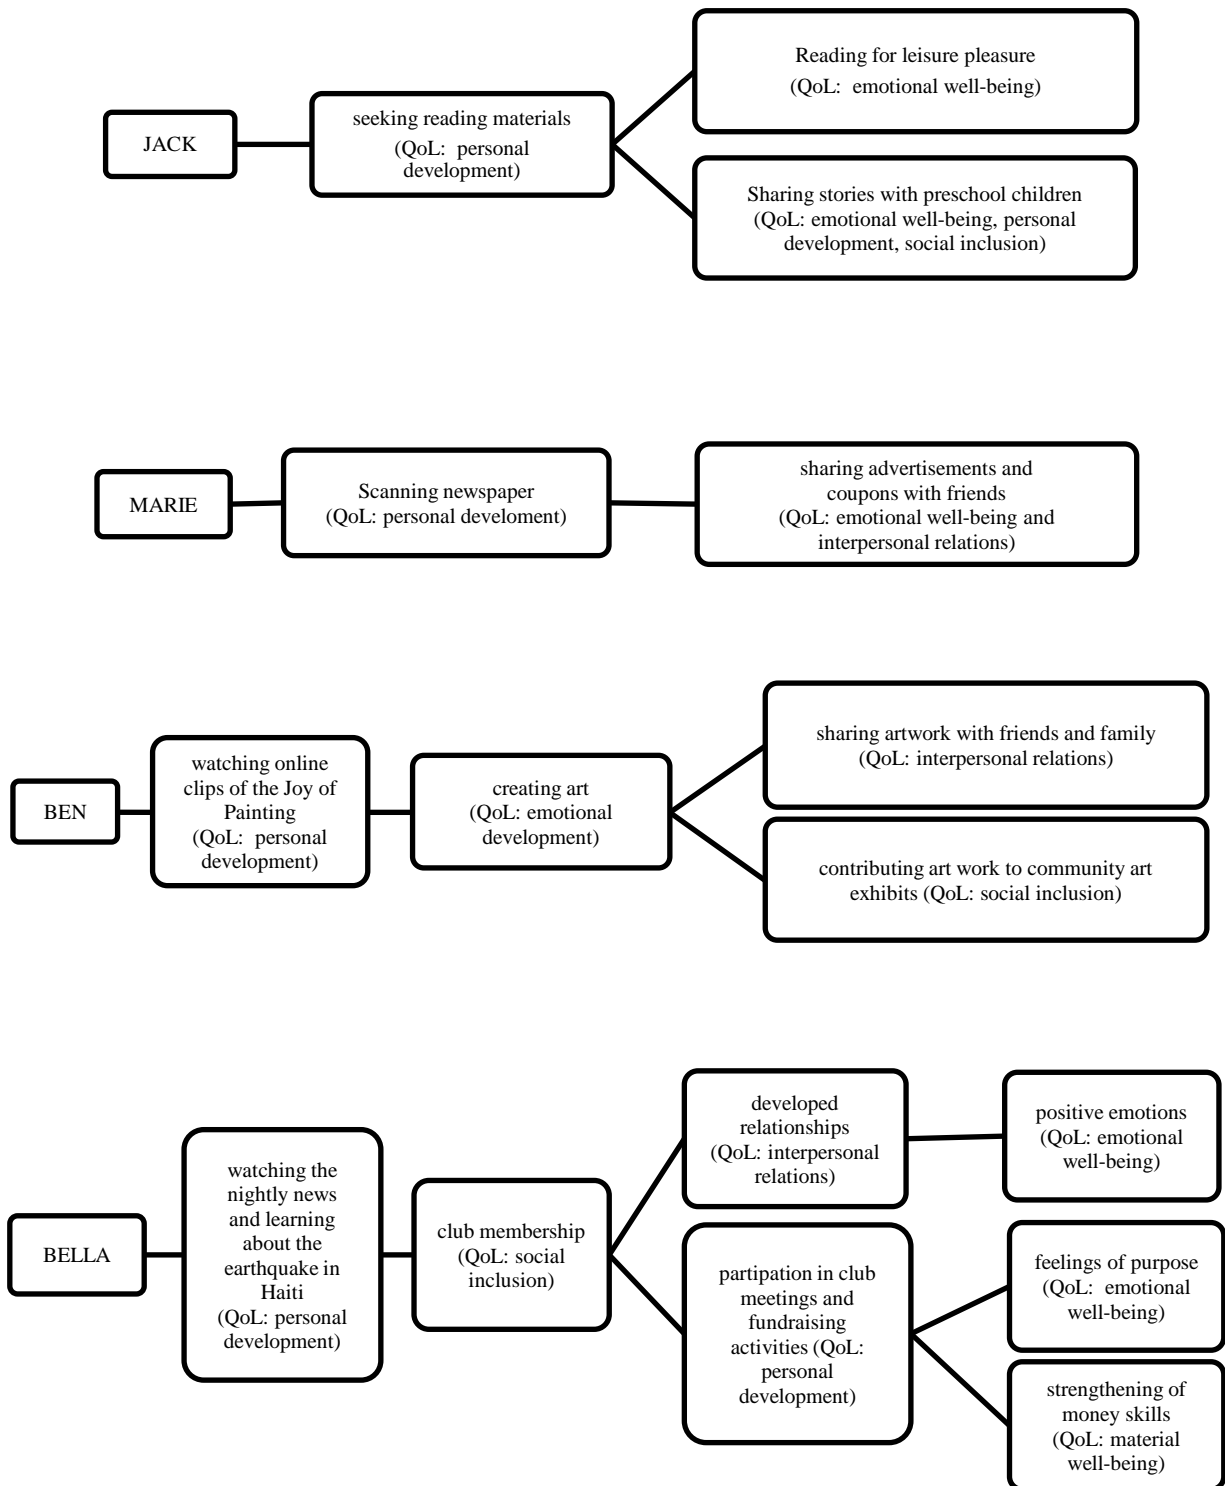 JACK
seeking reading materials
(QoL:  personal
development)
Reading for leisure pleasure
(QoL:  emotional well-being)
Sharing stories with preschool children
(QoL: emotional well-being, personal
development, social inclusion)
MARIE
Scanning newspaper
(QoL: personal develoment)
sharing advertisements and
coupons with friends
(QoL: emotional well-being and
interpersonal relations)
BEN
watching online
clips of the Joy of
Painting
(QoL:  personal
development)
creating art
(QoL: emotional
development)
sharing artwork with friends and family
(QoL: interpersonal relations)
contributing art work to community art
exhibits (QoL: social inclusion)
BELLA
watching the
nightly news
and learning
about the
earthquake in
Haiti
(QoL: personal
development)
club membership
(QoL: social
inclusion)
developed
relationships
(QoL: interpersonal
relations)
positive emotions
(QoL: emotional
well-being)
partipation in club
meetings and
fundraising
activities (QoL:
personal
development)
feelings of purpose
(QoL:  emotional
well-being)
strengthening of
money skills
(QoL: material
well-being)